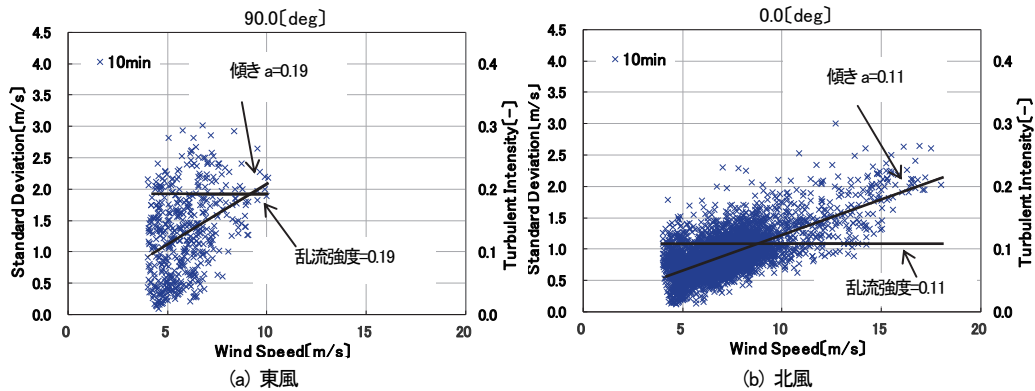 90.0[deg]
4.5
4.0
3.5
3.0
2.5
2.0
1.5
1.0
0.5
0.0
Standard Deviation[m/s]
×10min
傾き a=0.19
乱流強度=0.19
0.4
0.3
0.2
0.1
0.0
Turbulent Intensity[-]
0
5
10
15
20
Wind Speed[m/s]
(a) 東風
0.0[deg]
4.5
4.0
3.5
3.0
2.5
2.0
1.5
1.0
0.5
0.0
Standard Deviation[m/s]
×10min
傾き a=0.11
乱流強度=0.11
0.4
0.3
0.2
0.1
0.0
Turbulent Intensity[-]
0
5
10
15
20
Wind Speed[m/s]
(b) 北風